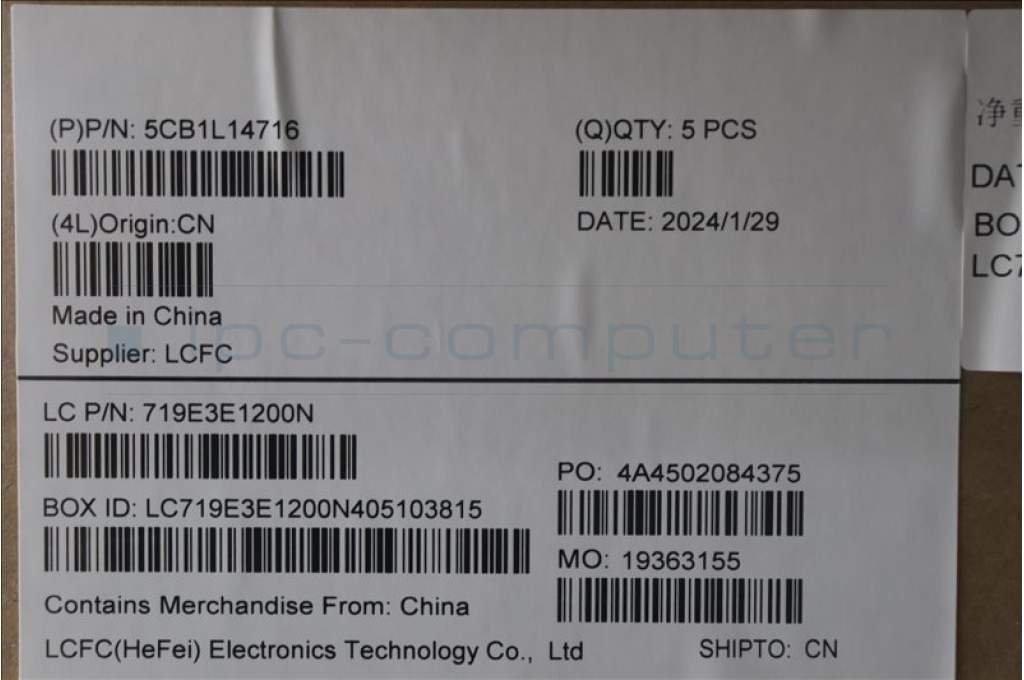 (P)P/N: 5CB1L14716
(Q)QTY: 5 PCS
(4L)Origin:CN
DATE: 2024/1/29
Made in China
Supplier: LCFC
ipc-computer
LC P/N: 719E3E1200N
PO: 4A4502084375
BOX ID: LC719E3E1200N405103815
MO: 19363155
Contains Merchandise From: China
LCFC(HeFei) Electronics Technology Co., Ltd
SHIPTO: CN
净